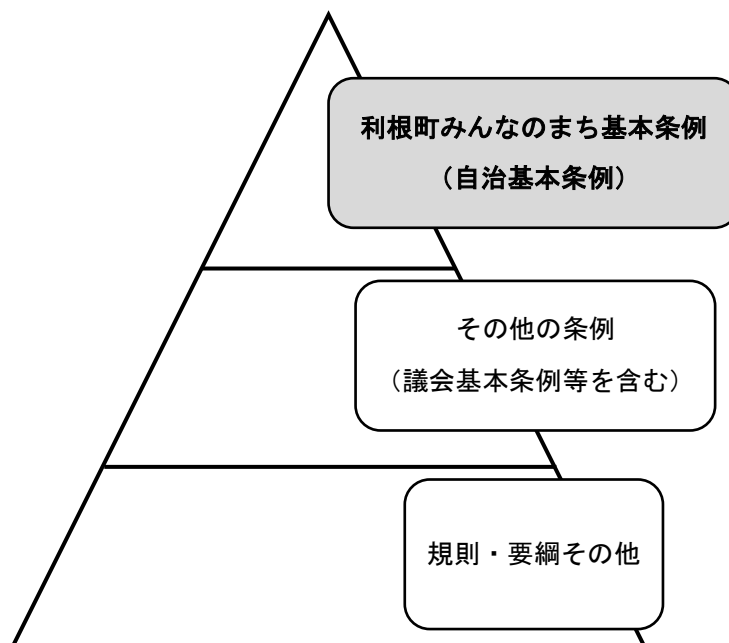 利根町みんなのまち基本条例
（自治基本条例）
その他の条例
（議会基本条例等を含む）
規則・要綱その他